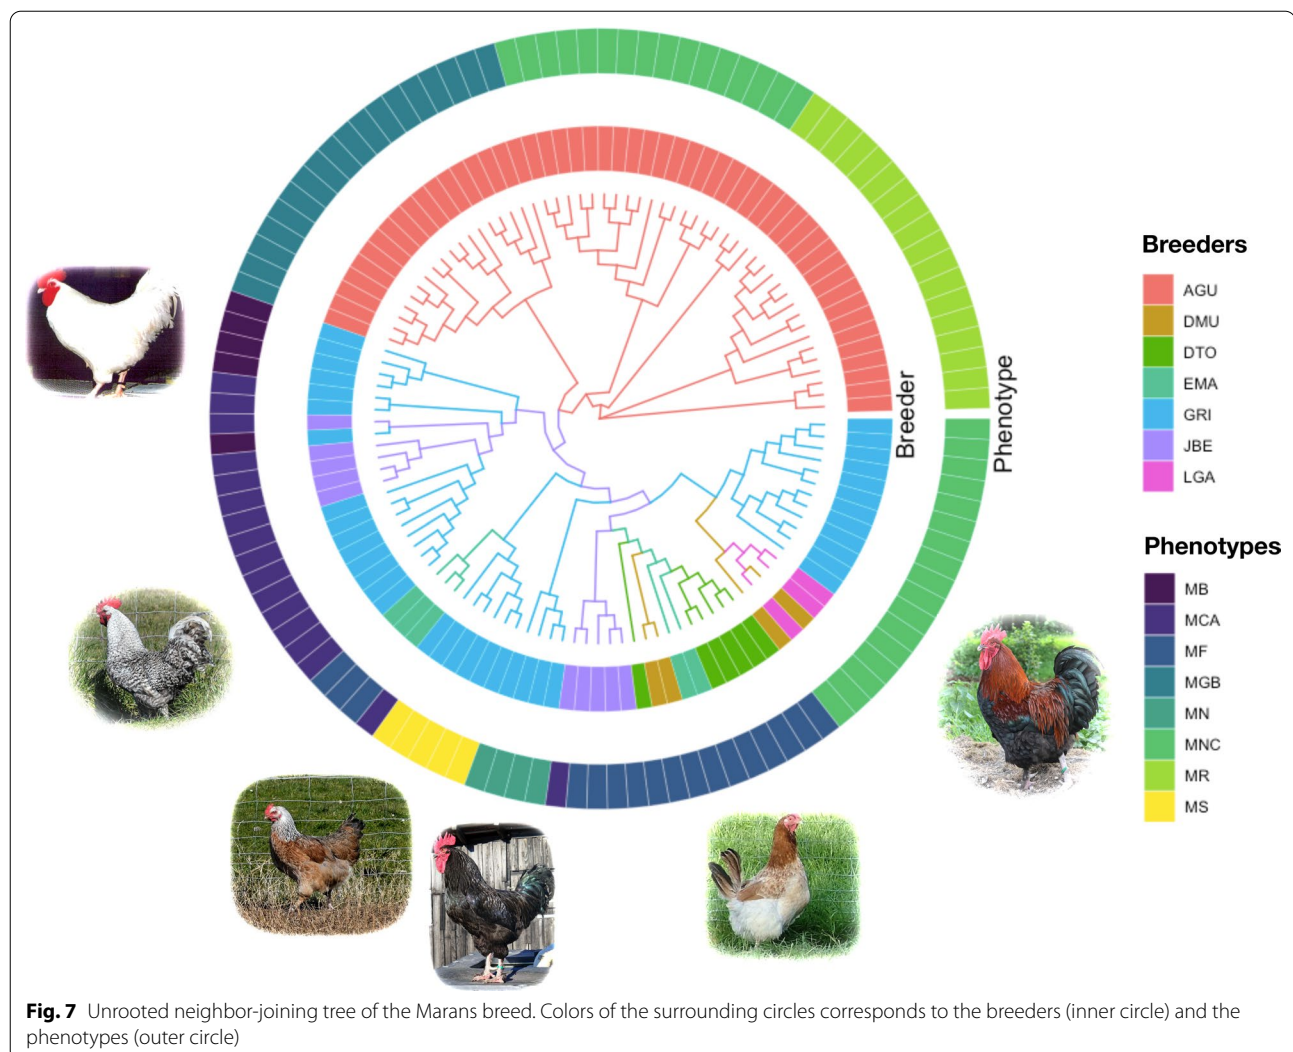 Breeder
Phenotype
Breeders
AGU
DMU
DTO
EMA
GRI
JBE
LGA
Phenotypes
MB
MCA
MF
MGB
MN
MNC
MR
MS
Fig. 7 Unrooted neighbor-joining tree of the Marans breed. Colors of the surrounding circles corresponds to the breeders (inner circle) and the
phenotypes (outer circle)